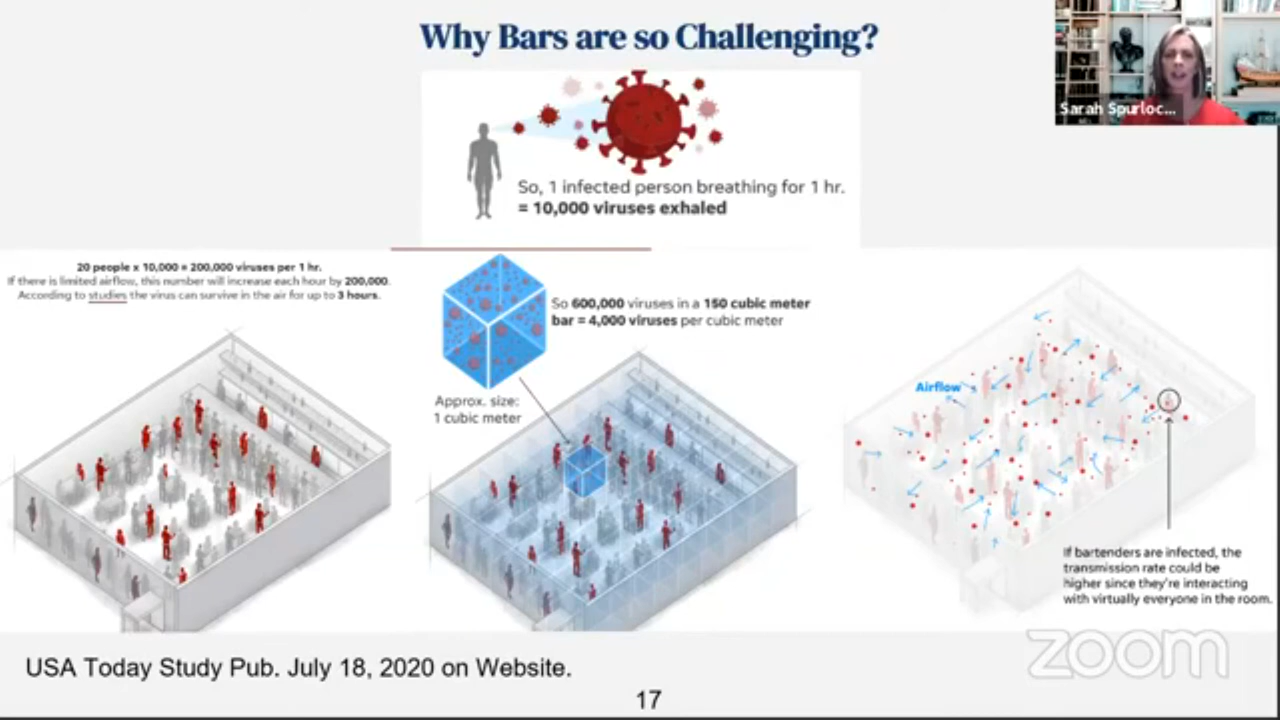 Why Bars are so Challenging?
Sarah Spurloc...
So, 1 infected person breathing for 1 hr.
= 10,000 viruses exhaled
20 people x 10,000 = 200,000 viruses per 1 hr.
If there is limited airflow, this number will increase each hour by 200,000.
According to studies the virus can survive in the air for up to 3 hours.
So 600,000 viruses in a 150 cubic meter
bar = 4,000 viruses per cubic meter
Approx. size:
1 cubic meter
Airflow
If bartenders are infected, the
transmission rate could be
higher since they're interacting
with virtually everyone in the room.
USA Today Study Pub. July 18, 2020 on Website.
zoom
17